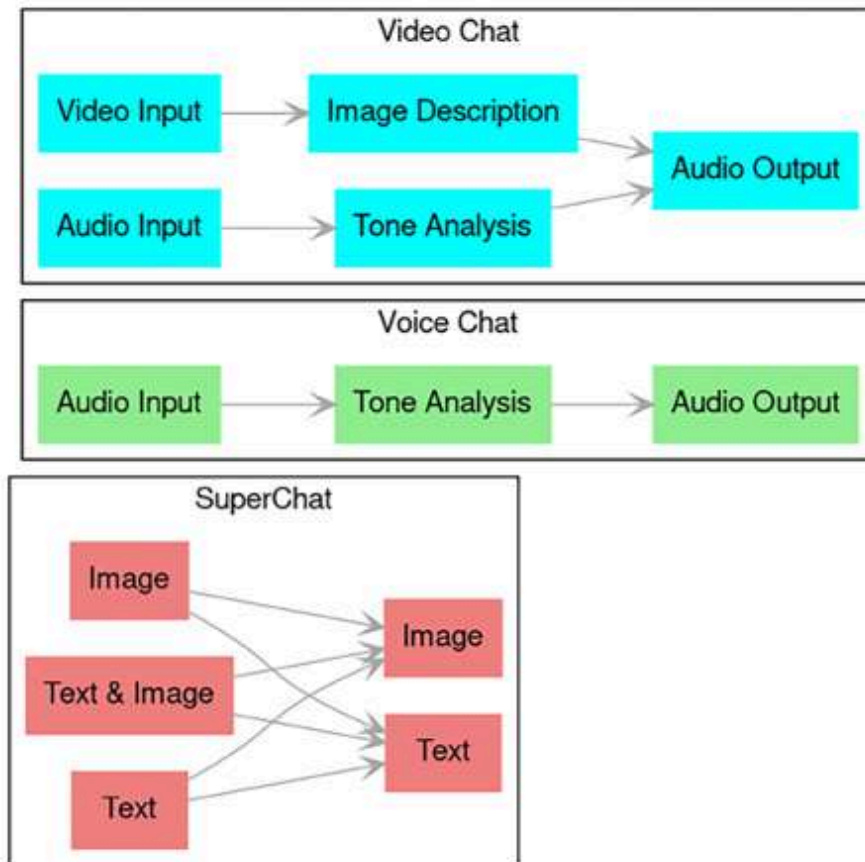 Video Chat
Video Input
Image Description
Audio Output
Audio Input
Tone Analysis
Voice Chat
Audio Input
Tone Analysis
Audio Output
SuperChat
Image
Image
Text & Image
Text
Text